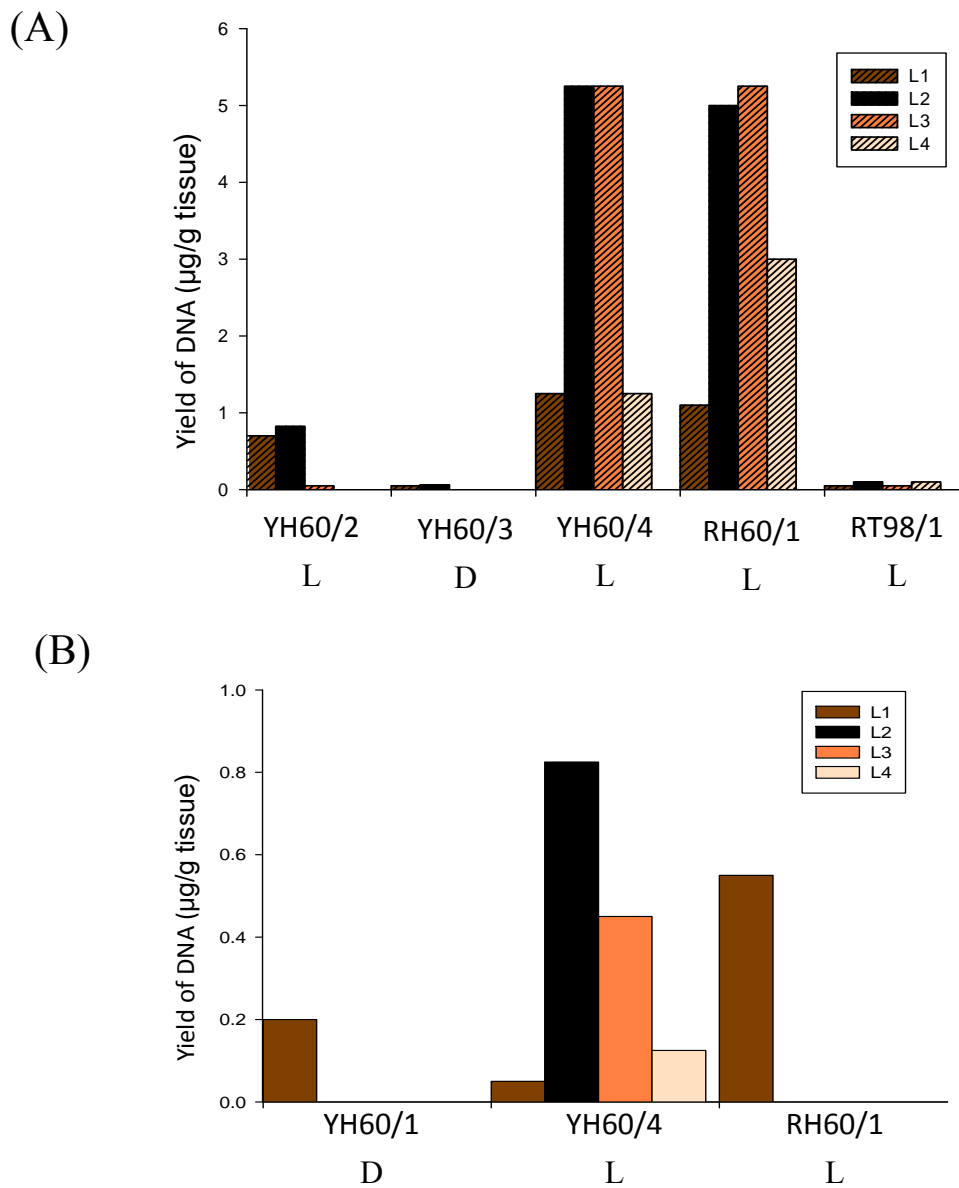 (A)
Yield of DNA (µg/g tissue)
6
5
4
3
2
1
0
L1
L2
L3
L4
YH60/2 YH60/3 YH60/4 RH60/1 RT98/1
L D L L L
(B)
Yield of DNA (µg/g tissue)
1.0
0.8
0.6
0.4
0.2
0.0
L1
L2
L3
L4
YH60/1 YH60/4 RH60/1
D L L